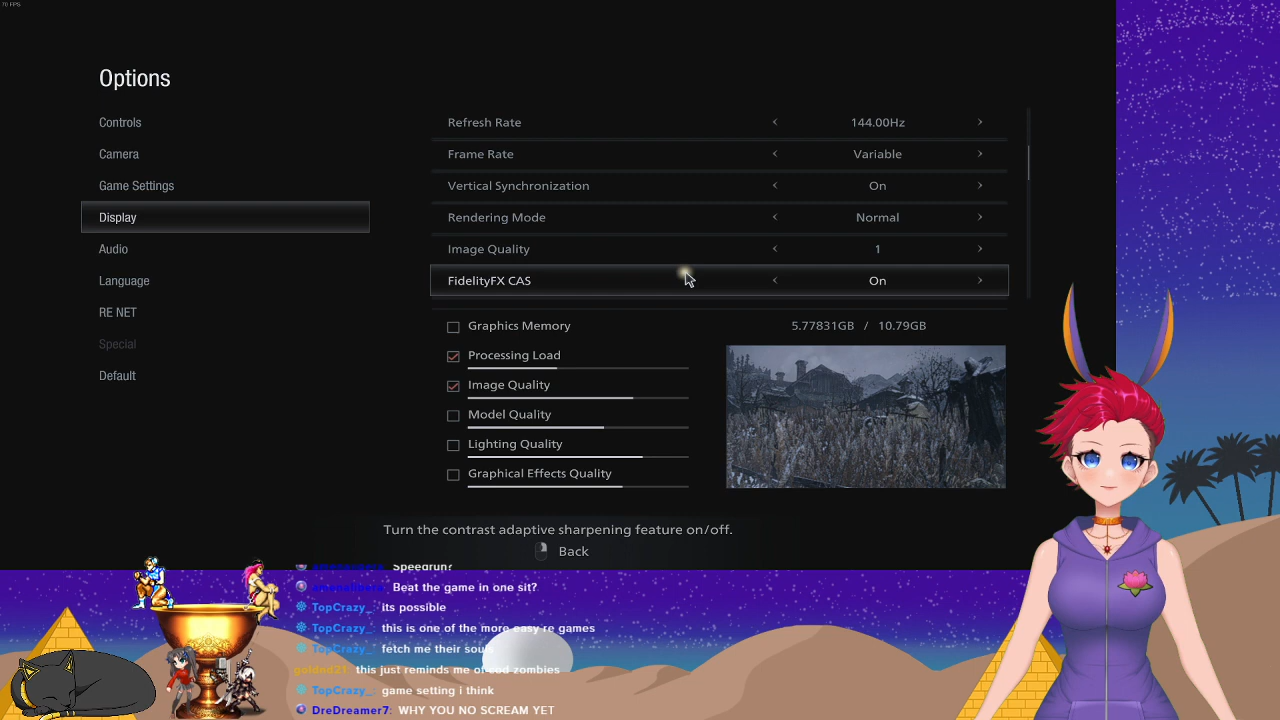 70 FPS
Options
Controls
Camera
Game Settings
Display
Audio
Language
RE NET
Special
Default
Refresh Rate 144.00Hz
Frame Rate Variable
Vertical Synchronization On
Rendering Mode Normal
Image Quality 1
FidelityFX CAS On
Graphics Memory 5.77831GB / 10.79GB
Processing Load
Image Quality
Model Quality
Lighting Quality
Graphical Effects Quality
Turn the contrast adaptive sharpening feature on/off.
Back
Speedrun?
Beat the game in one sit?
TopCrazy_: its possible
TopCrazy_: this is one of the more easy re games
TopCrazy_: fetch me their souls
goldnd21: this just reminds me of cod zombies
TopCrazy_: game setting i think
DreDreamer7: WHY YOU NO SCREAM YET